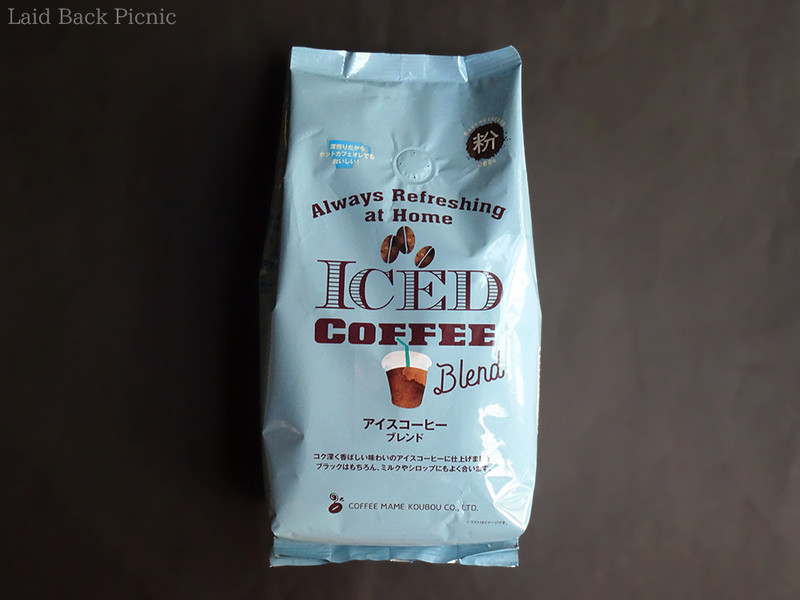 Laid Back Picnic
深煎りだから
ホットカフェオレでも
おいしい!
粉
Always Refreshing
at Home
ICED
COFFEE
Blend
アイスコーヒー
ブレンド
コク深く香ばしい味わいのアイスコーヒーに仕上げまし
ブラックはもちろん、ミルクやシロップにもよく合います
COFFEE MAME KOUBOU CO., LTD.